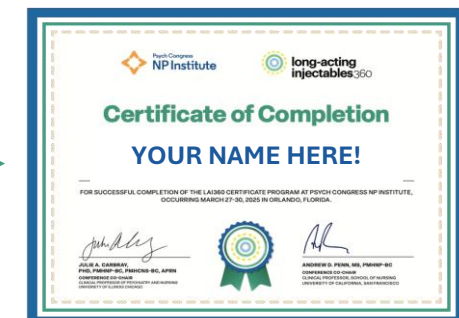 Psych Congress
NP Institute
long-acting
injectables360
Certificate of Completion
YOUR NAME HERE!
FOR SUCCESSFUL COMPLETION OF THE LAI360 CERTIFICATE PROGRAM AT PSYCH CONGRESS NP INSTITUTE,
OCCURRING MARCH 27-30, 2025 IN ORLANDO, FLORIDA.
JULIE A. CARBRAY,
PHD, PMHNP-BC, PMHCNS-BC, APRN
CONFERENCE CO-CHAIR
CLINICAL PROFESSOR OF PSYCHIATRY AND NURSING
UNIVERSITY OF ILLINOIS CHICAGO
ANDREW D. PENN, MS, PMHNP-BC
CONFERENCE CO-CHAIR
CLINICAL PROFESSOR, SCHOOL OF NURSING
UNIVERSITY OF CALIFORNIA, SAN FRANCISCO